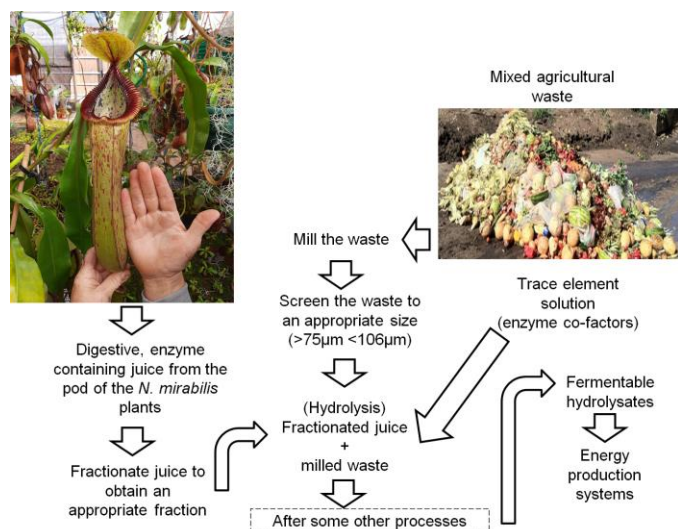 Mixed agricultural
waste
Mill the waste
Screen the waste to
an appropriate size
(>75µm <106µm)
Trace element
solution
(enzyme co-factors)
Digestive, enzyme
containing juice from the
pod of the N. mirabilis
plants
Fractionate juice to
obtain an
appropriate fraction
(Hydrolysis)
Fractionated juice
+
milled waste
Fermentable
hydrolysates
Energy
production
systems
After some other processes